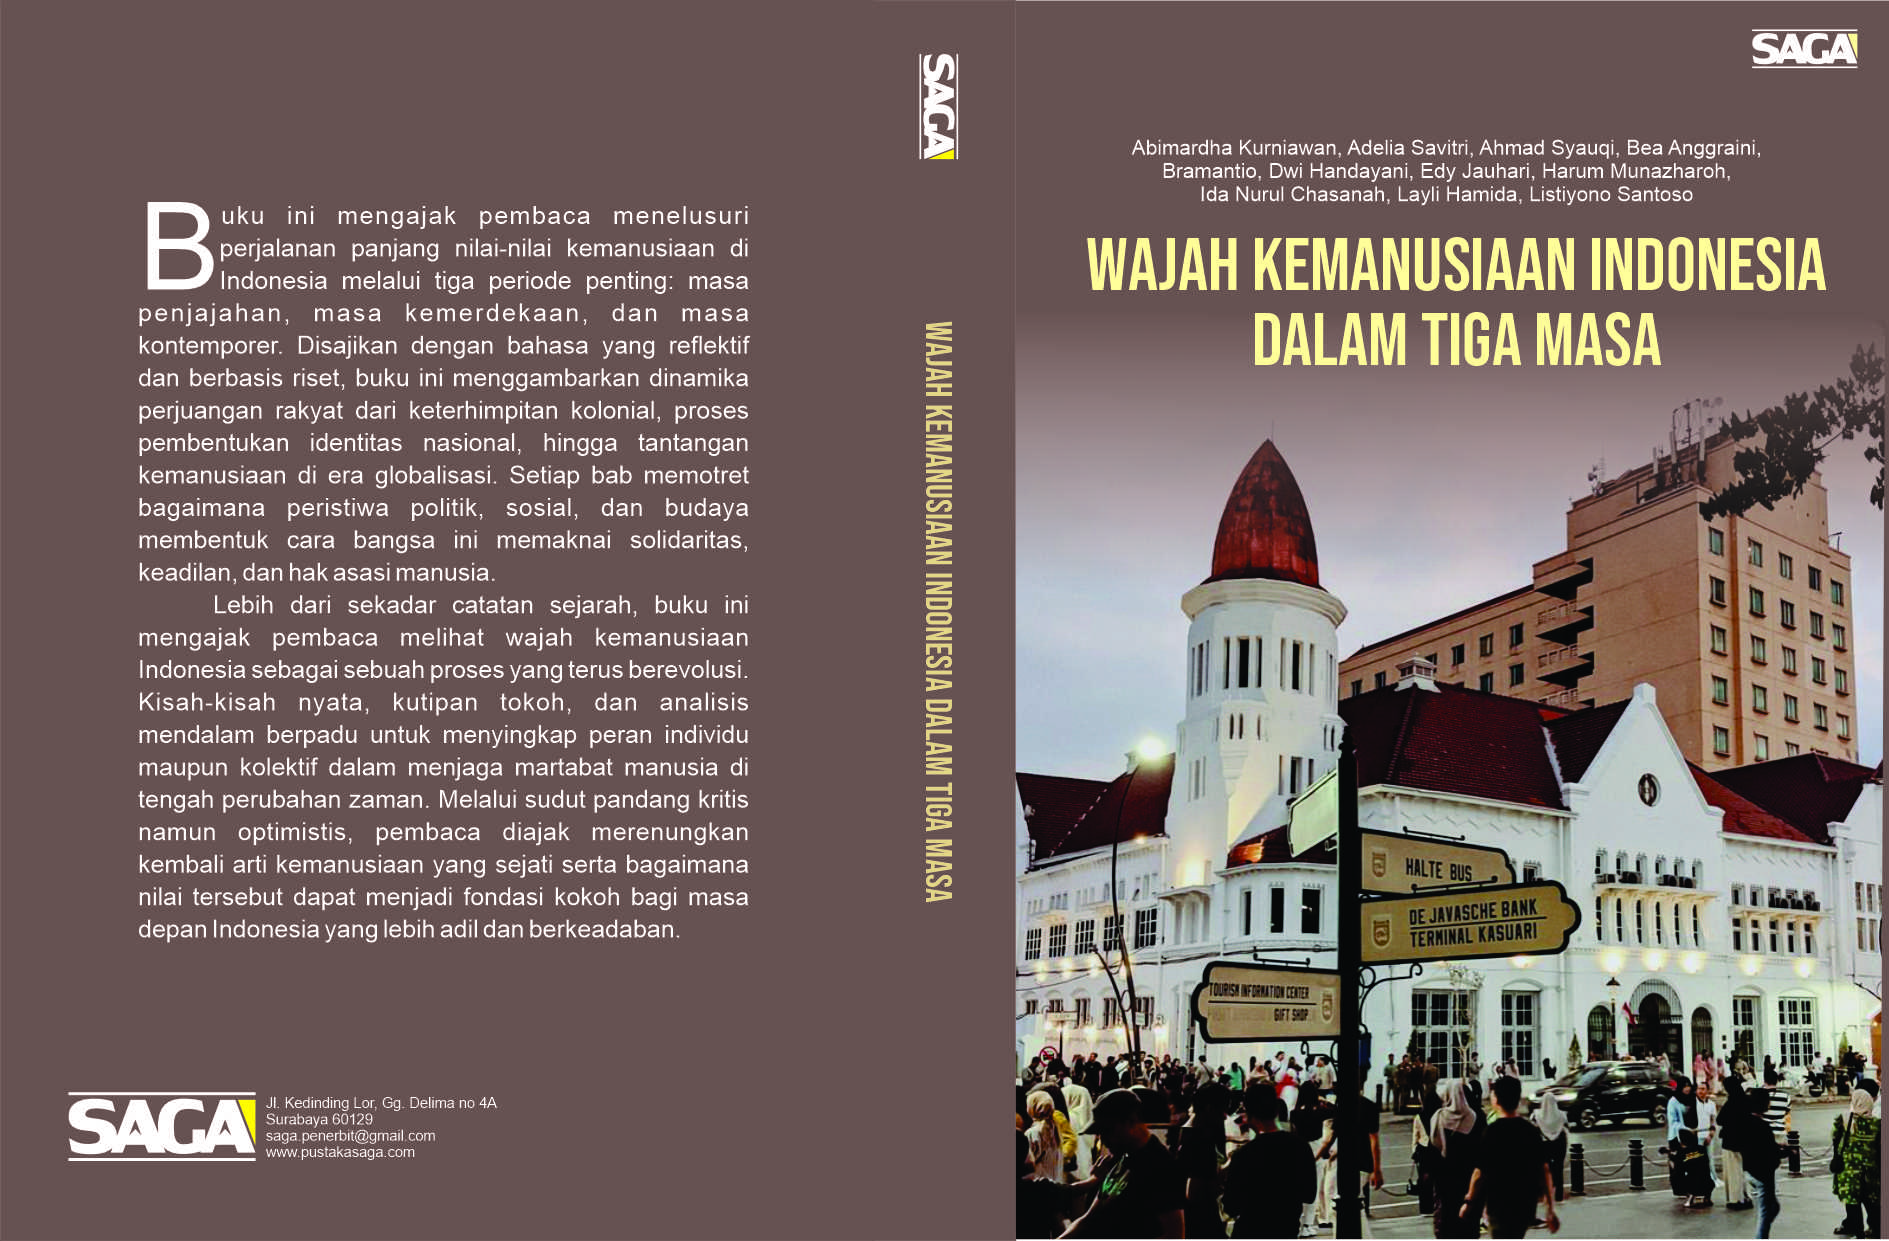 Buku ini mengajak pembaca menelusuri
perjalanan panjang nilai-nilai kemanusiaan di
Indonesia melalui tiga periode penting: masa
penjajahan, masa kemerdekaan, dan masa
kontemporer. Disajikan dengan bahasa yang reflektif
dan berbasis riset, buku ini menggambarkan dinamika
perjuangan rakyat dari keterhimpitan kolonial, proses
pembentukan identitas nasional, hingga tantangan
kemanusiaan di era globalisasi. Setiap bab memotret
bagaimana peristiwa politik, sosial, dan budaya
membentuk cara bangsa ini memaknai solidaritas,
keadilan, dan hak asasi manusia.
Lebih dari sekadar catatan sejarah, buku ini
mengajak pembaca melihat wajah kemanusiaan
Indonesia sebagai sebuah proses yang terus berevolusi.
Kisah-kisah nyata, kutipan tokoh, dan analisis
mendalam berpadu untuk menyingkap peran individu
maupun kolektif dalam menjaga martabat manusia di
tengah perubahan zaman. Melalui sudut pandang kritis
namun optimistis, pembaca diajak merenungkan
kembali arti kemanusiaan yang sejati serta bagaimana
nilai tersebut dapat menjadi fondasi kokoh bagi masa
depan Indonesia yang lebih adil dan berkeadaban.
SAGA
Jl. Kedinding Lor, Gg. Delima no 4A
Surabaya 60129
saga.penerbit@gmail.com
www.pustakasaga.com
SAGA
WAJAH KEMANUSIAAN INDONESIA DALAM TIGA MASA
SAGA
Abimardha Kurniawan, Adelia Savitri, Ahmad Syauqi, Bea Anggraini,
Bramantio, Dwi Handayani, Edy Jauhari, Harum Munazharoh,
Ida Nurul Chasanah, Layli Hamida, Listiyono Santoso
WAJAH KEMANUSIAAN INDONESIA
DALAM TIGA MASA
HALTE BUS
DE JAVASCHE BANK
TERMINAL KASUARI
TOURISM INFORMATION CENTER
GIFT SHOP